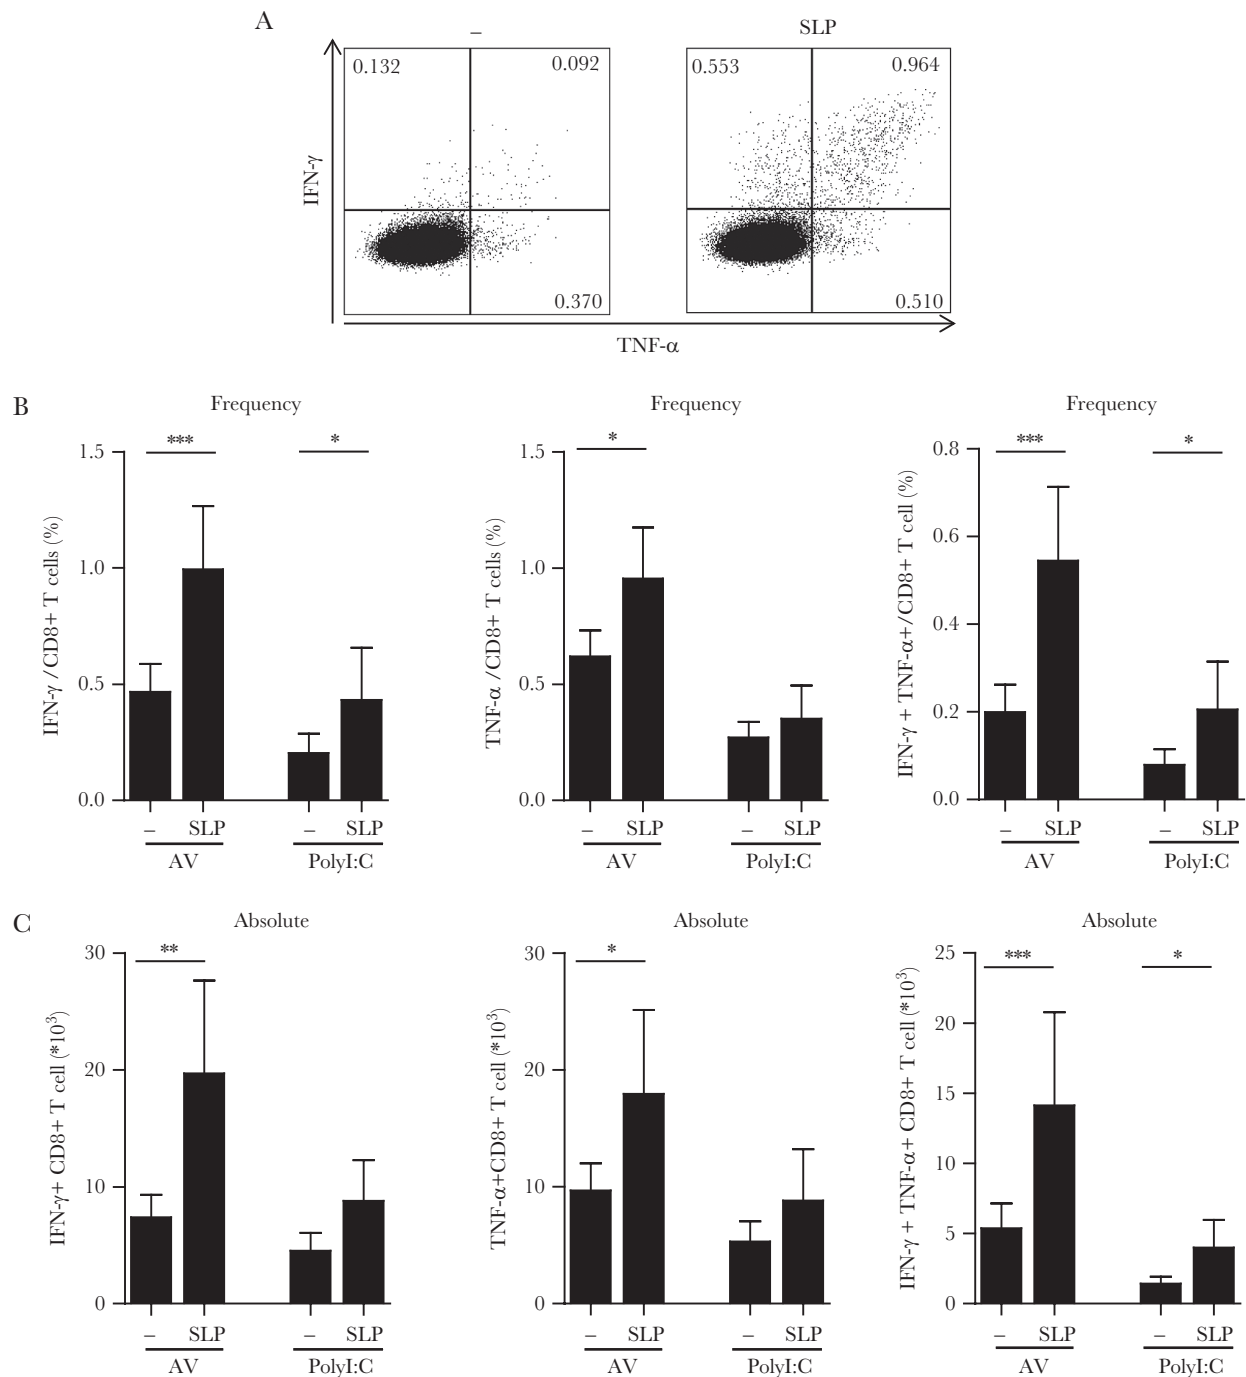 A
– SLP
0.132 0.092 0.553 0.964
IFN-γ
0.370 0.510
TNF-α
B
Frequency Frequency Frequency
IFN-γ /CD8+ T cells (%)
1.5
1.0
0.5
0.0
*** *
– SLP – SLP
AV PolyI:C
TNF-α /CD8+ T cells (%)
1.5
1.0
0.5
0.0
*
– SLP – SLP
AV PolyI:C
IFN-γ + TNF-α+/CD8+ T cell (%)
0.8
0.6
0.4
0.2
0.0
*** *
– SLP – SLP
AV PolyI:C
C
Absolute Absolute Absolute
IFN-γ+ CD8+ T cell (*10³)
30
20
10
0
**
– SLP – SLP
AV PolyI:C
TNF-α+CD8+ T cell (*10³)
30
20
10
0
*
– SLP – SLP
AV PolyI:C
IFN-γ + TNF-α+ CD8+ T cell (*10³)
25
20
15
10
5
0
*** *
– SLP – SLP
AV PolyI:C